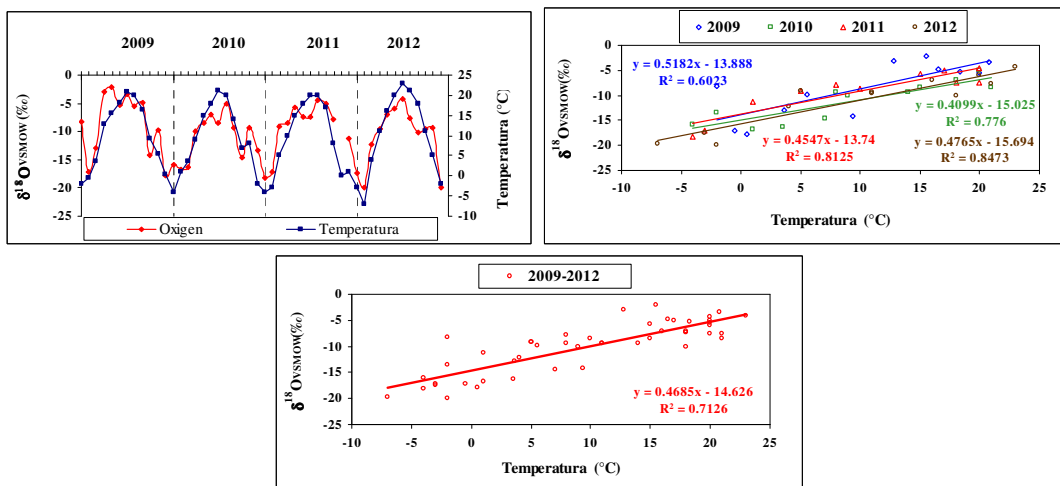 2009 2010 2011 2012
δ¹⁸OVSMOW(‰)
0
-5
-10
-15
-20
-25
25
20
15
10
5
0
-5
-10
Temperatura (°C)
Oxigen Temperatura
2009 2010 2011 2012
δ¹⁸OVSMOW(‰)
0
-5
-10
-15
-20
-25
y = 0.5182x - 13.888
R² = 0.6023
y = 0.4099x - 15.025
R² = 0.776
y = 0.4547x - 13.74
R² = 0.8125
y = 0.4765x - 15.694
R² = 0.8473
-10 -5 0 5 10 15 20 25
Temperatura (°C)
2009-2012
δ¹⁸OVSMOW(‰)
0
-5
-10
-15
-20
-25
y = 0.4685x - 14.626
R² = 0.7126
-10 -5 0 5 10 15 20 25
Temperatura (°C)